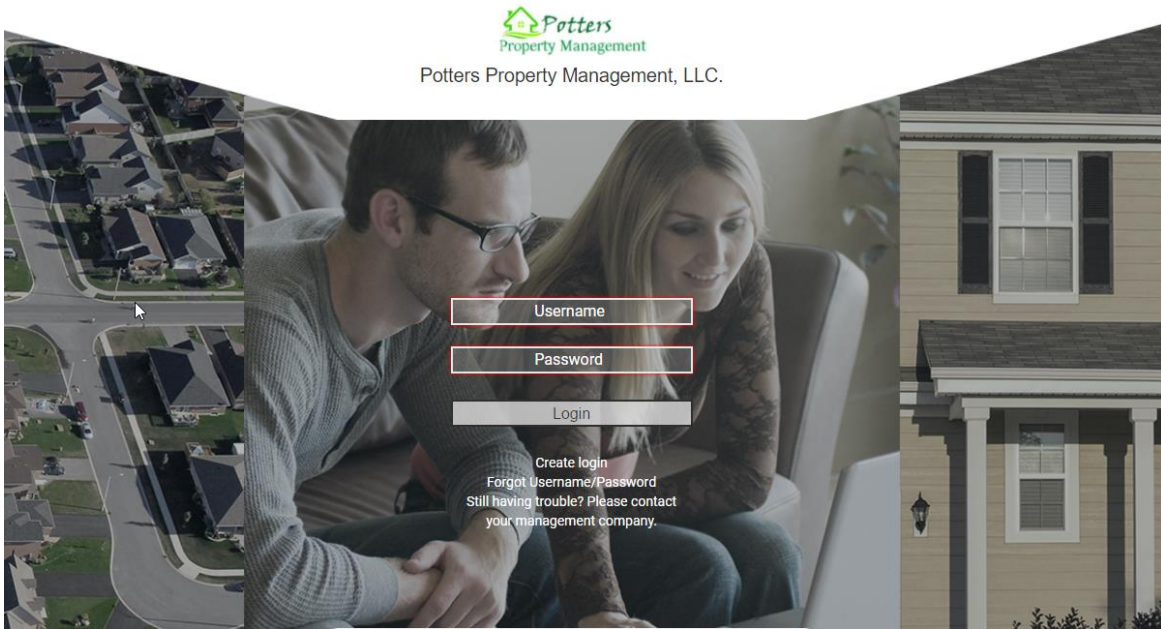 Potters
Property Management
Potters Property Management, LLC.
Username
Password
Login
Create login
Forgot Username/Password
Still having trouble? Please contact
your management company.